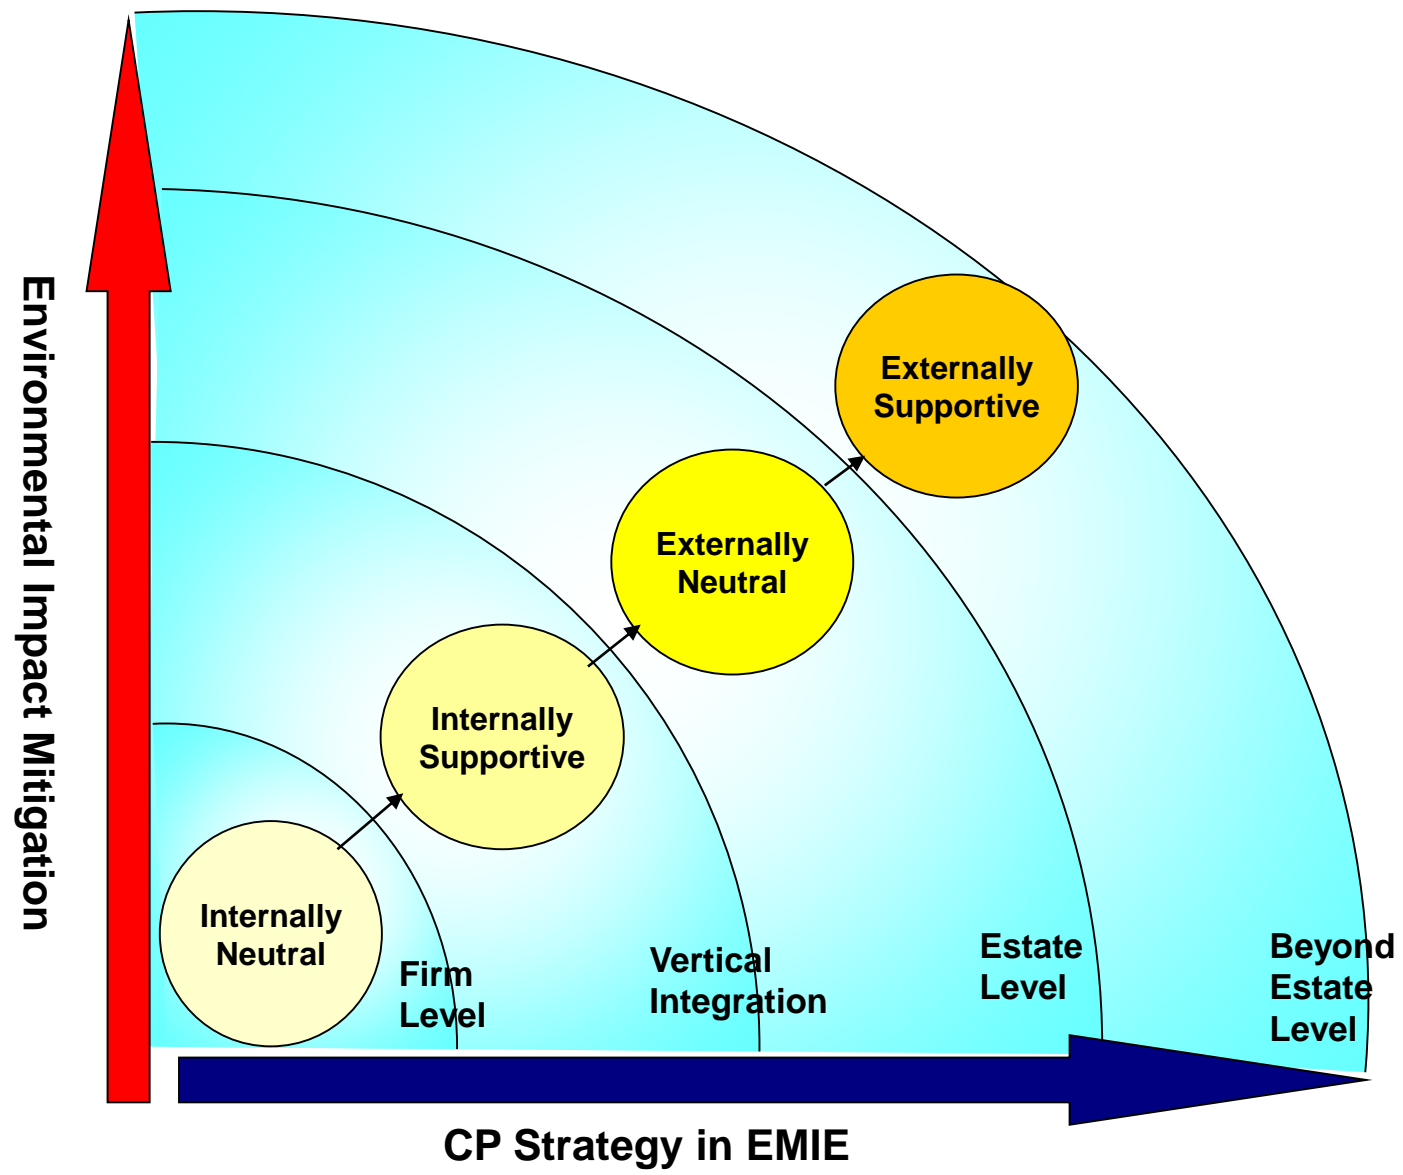 Environmental Impact Mitigation
Externally
Supportive
Externally
Neutral
Internally
Supportive
Internally
Neutral
Firm
Level
Vertical
Integration
Estate
Level
Beyond
Estate
Level
CP Strategy in EMIE